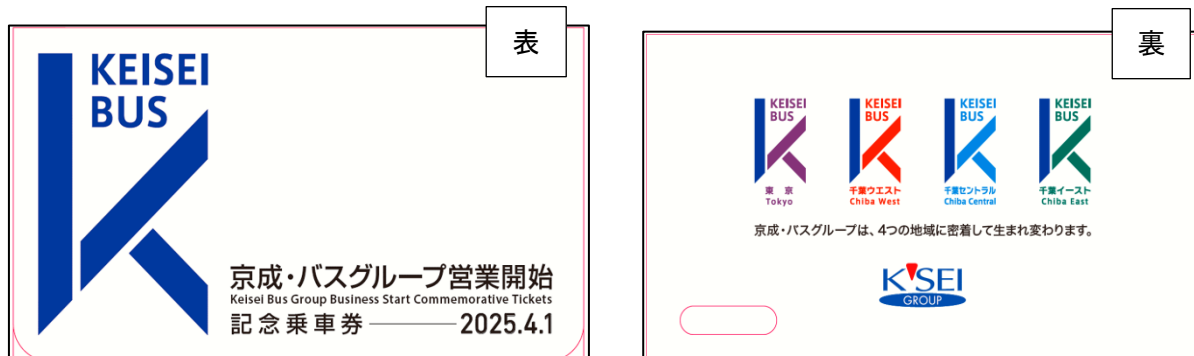 表
KEISEI
BUS
京成・バスグループ営業開始
Keisei Bus Group Business Start Commemorative Tickets
記念乗車券 2025.4.1
裏
KEISEI
BUS
東京
Tokyo
KEISEI
BUS
千葉ウエスト
Chiba West
KEISEI
BUS
千葉セントラル
Chiba Central
KEISEI
BUS
千葉イースト
Chiba East
京成・バスグループは、4つの地域に密着して生まれ変わります。
K'SEI
GROUP